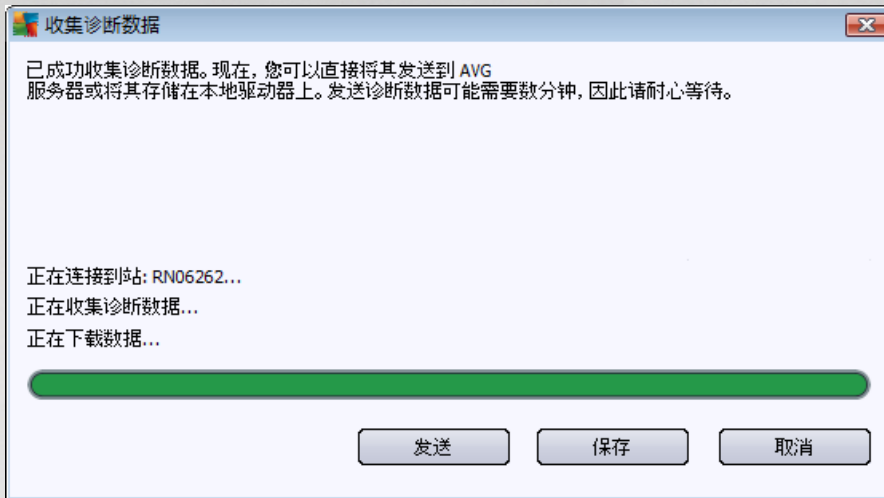 收集诊断数据
已成功收集诊断数据。现在，您可以直接将其发送到 AVG
服务器或将其存储在本地驱动器上。发送诊断数据可能需要数分钟，因此请耐心等待。
正在连接到站: RN06262...
正在收集诊断数据...
正在下载数据...
发送
保存
取消